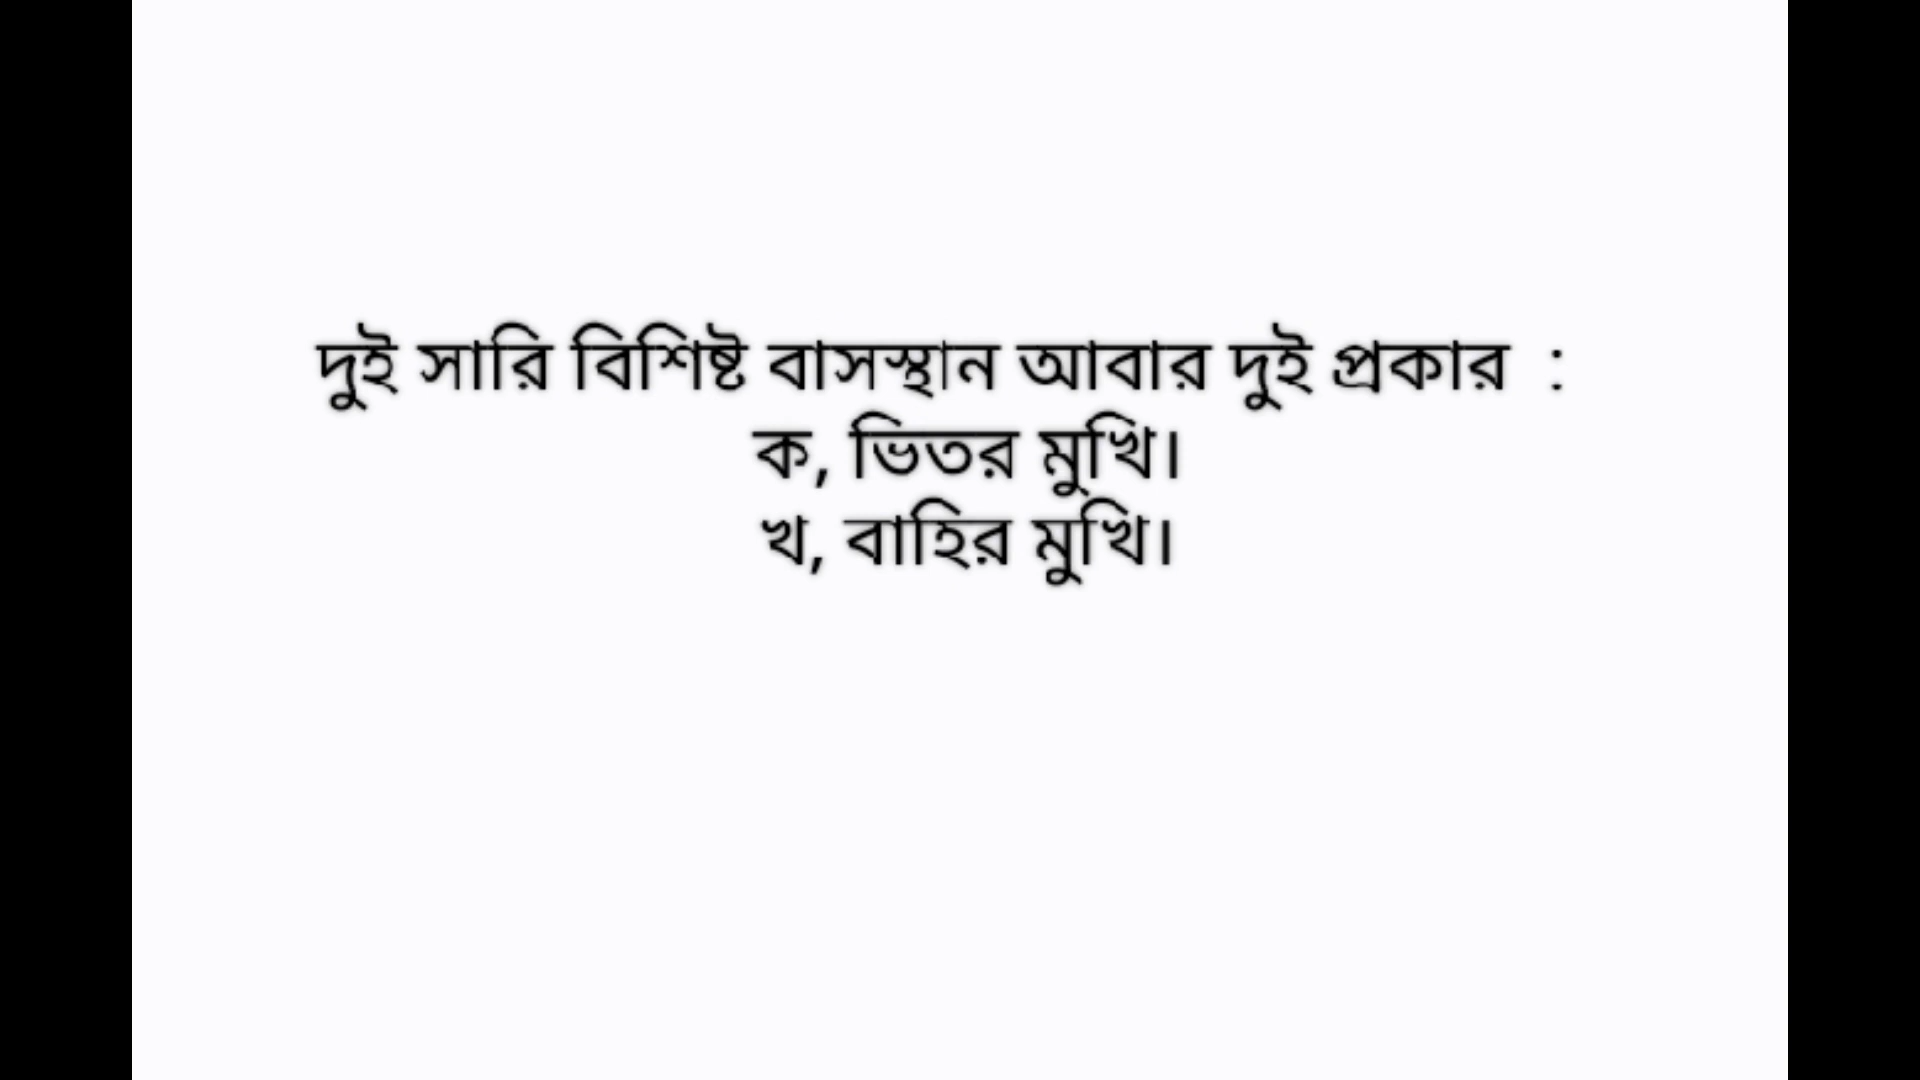 দুই সারি বিশিষ্ট বাসস্থান আবার দুই প্রকার :
ক, ভিতর মুখি।
খ, বাহির মুখি।